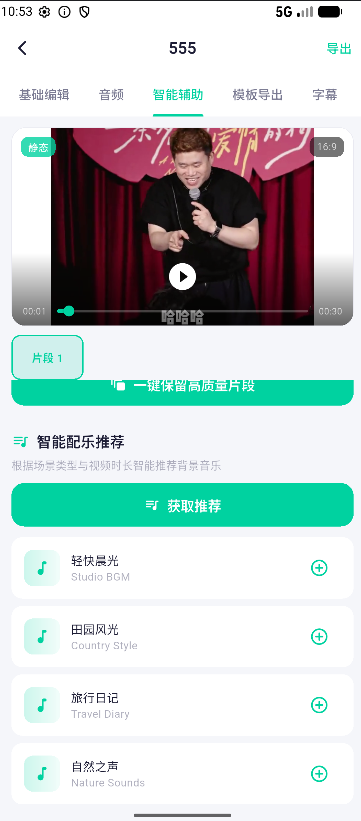 10:53
5G
555
导出
基础编辑
音频
智能辅助
模板导出
字幕
静态
16:9
00:01
00:30
哈哈哈
片段 1
一键保留高质量片段
智能配乐推荐
根据场景类型与视频时长智能推荐背景音乐
获取推荐
轻快晨光
Studio BGM
田园风光
Country Style
旅行日记
Travel Diary
自然之声
Nature Sounds